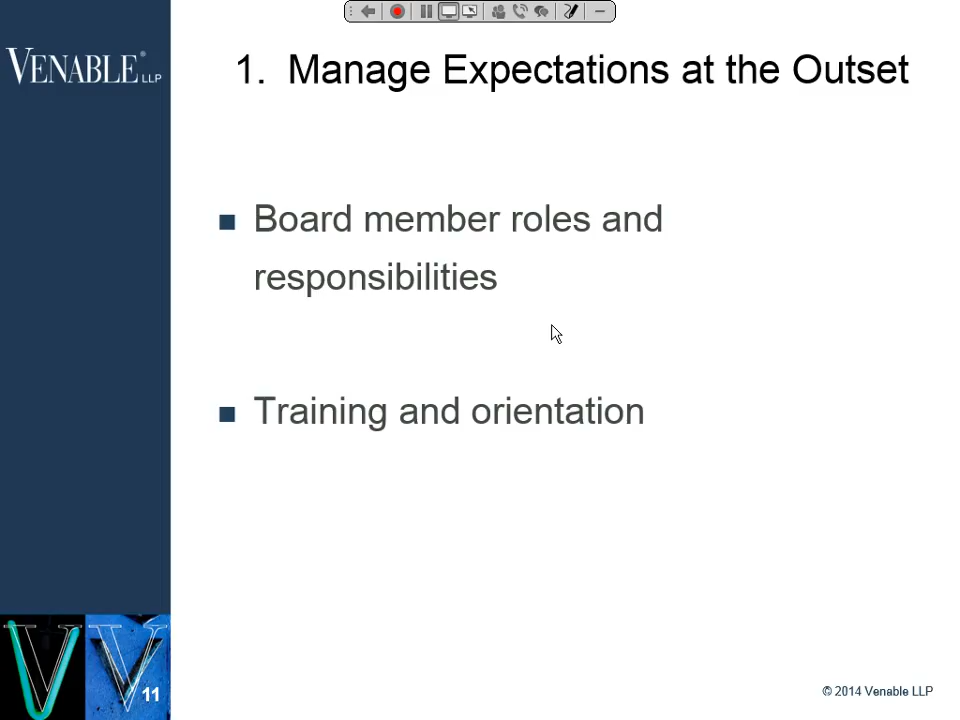 VENABLE® LLP
1. Manage Expectations at the Outset
■ Board member roles and
responsibilities
■ Training and orientation
11
© 2014 Venable LLP